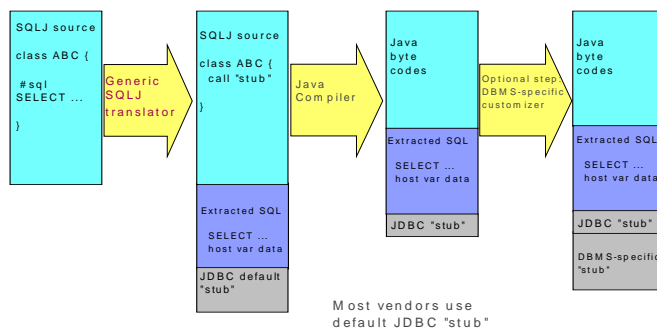 SQLJ source
class ABC {
#sql
SELECT ...
}
Generic
SQLJ
translator
SQLJ source
class ABC {
call "stub"
}
Extracted SQL
SELECT ...
host var data
JDBC default
"stub"
Java
Compiler
Java
byte
codes
Extracted SQL
SELECT ...
host var data
JDBC "stub"
Optional step:
DBMS-specific
customizer
Java
byte
codes
Extracted SQL
SELECT ...
host var data
JDBC "stub"
DBMS-specific
"stub"
Most vendors use
default JDBC "stub"